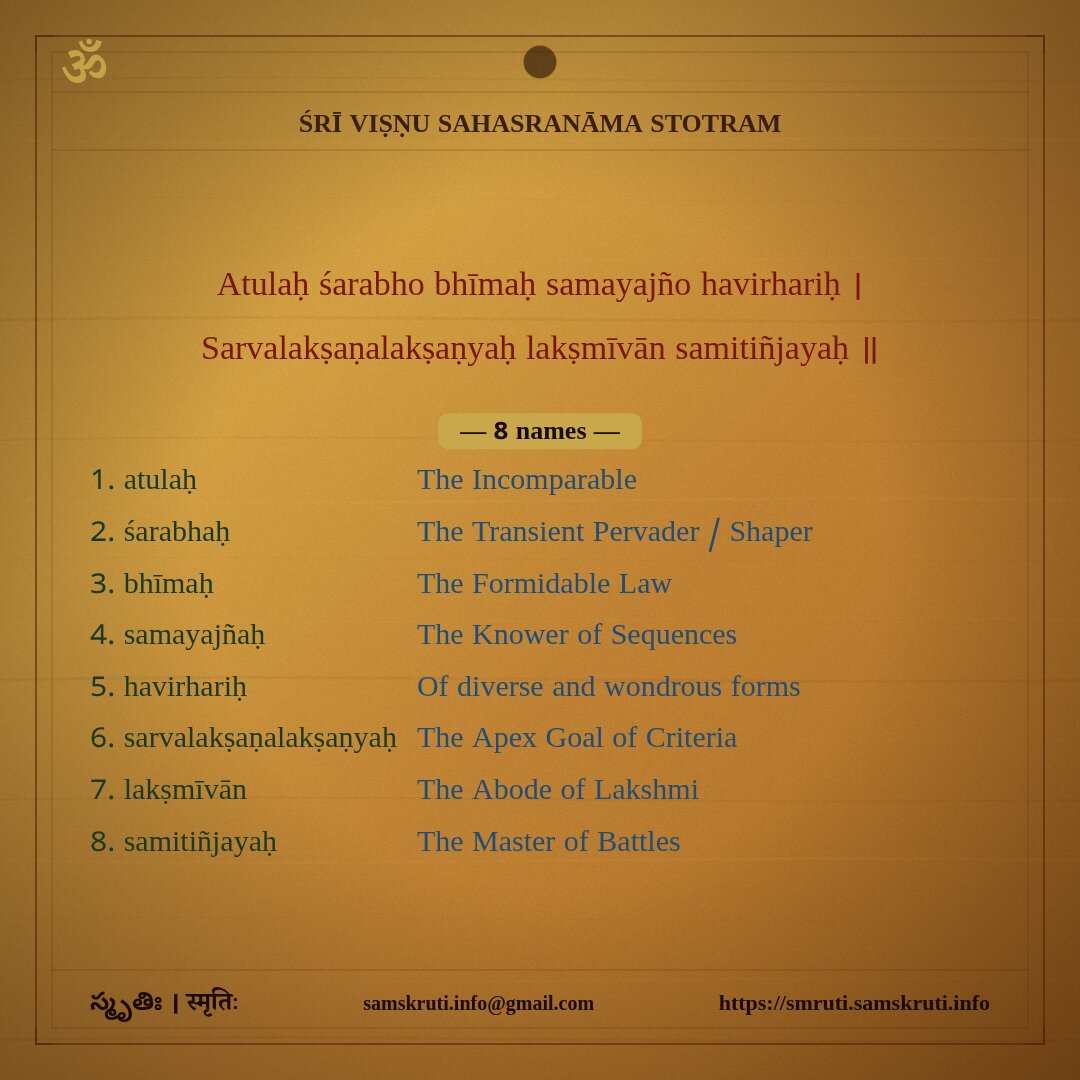 ॐ
ŚRĪ VIṢṆU SAHASRANĀMA STOTRAM
Atulaḥ śarabho bhīmaḥ samayajño havirhariḥ |
Sarvalakṣaṇalakṣaṇyaḥ lakṣmīvān samitiñjayaḥ ||
— 8 names —
1. atulaḥ The Incomparable
2. śarabhaḥ The Transient Pervader / Shaper
3. bhīmaḥ The Formidable Law
4. samayajñaḥ The Knower of Sequences
5. havirhariḥ Of diverse and wondrous forms
6. sarvalakṣaṇalakṣaṇyaḥ The Apex Goal of Criteria
7. lakṣmīvān The Abode of Lakshmi
8. samitiñjayaḥ The Master of Battles
స్మృతిః | स्मृतिः samskruti.info@gmail.com https://smruti.samskruti.info